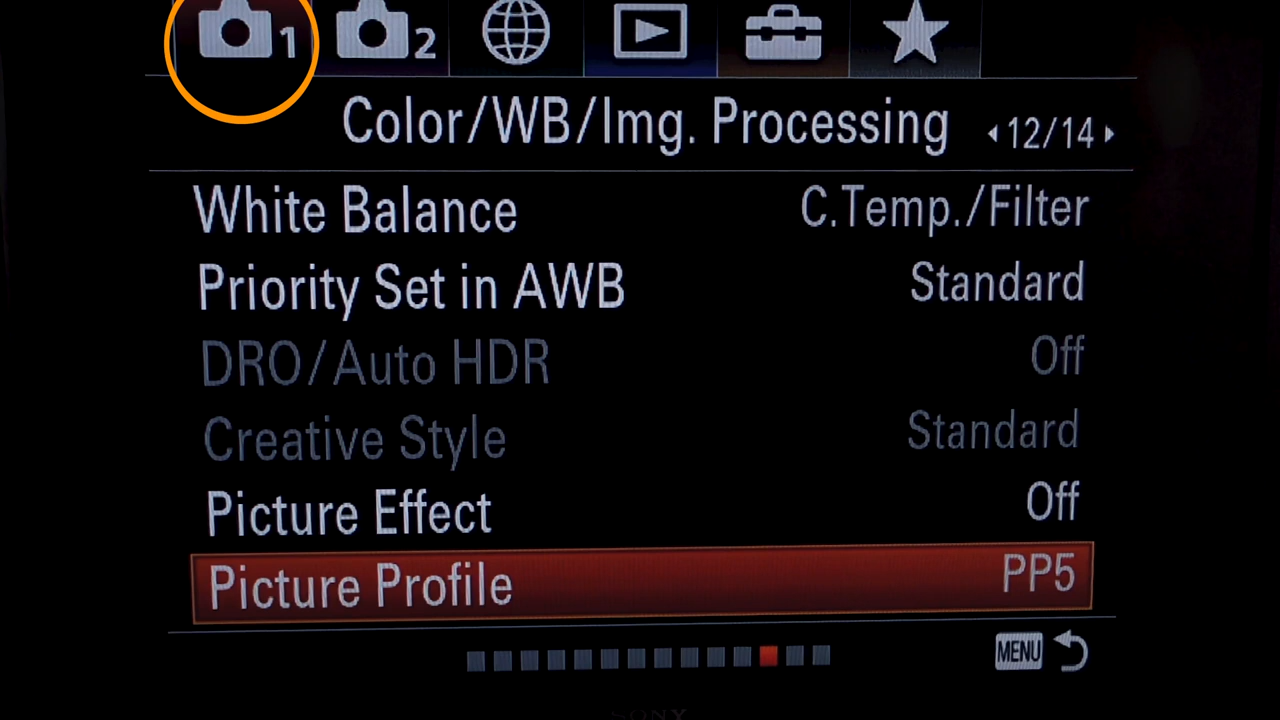 1 2
Color/WB/Img. Processing 12/14
White Balance C.Temp./Filter
Priority Set in AWB Standard
DRO/Auto HDR Off
Creative Style Standard
Picture Effect Off
Picture Profile PP5
MENU
SONY